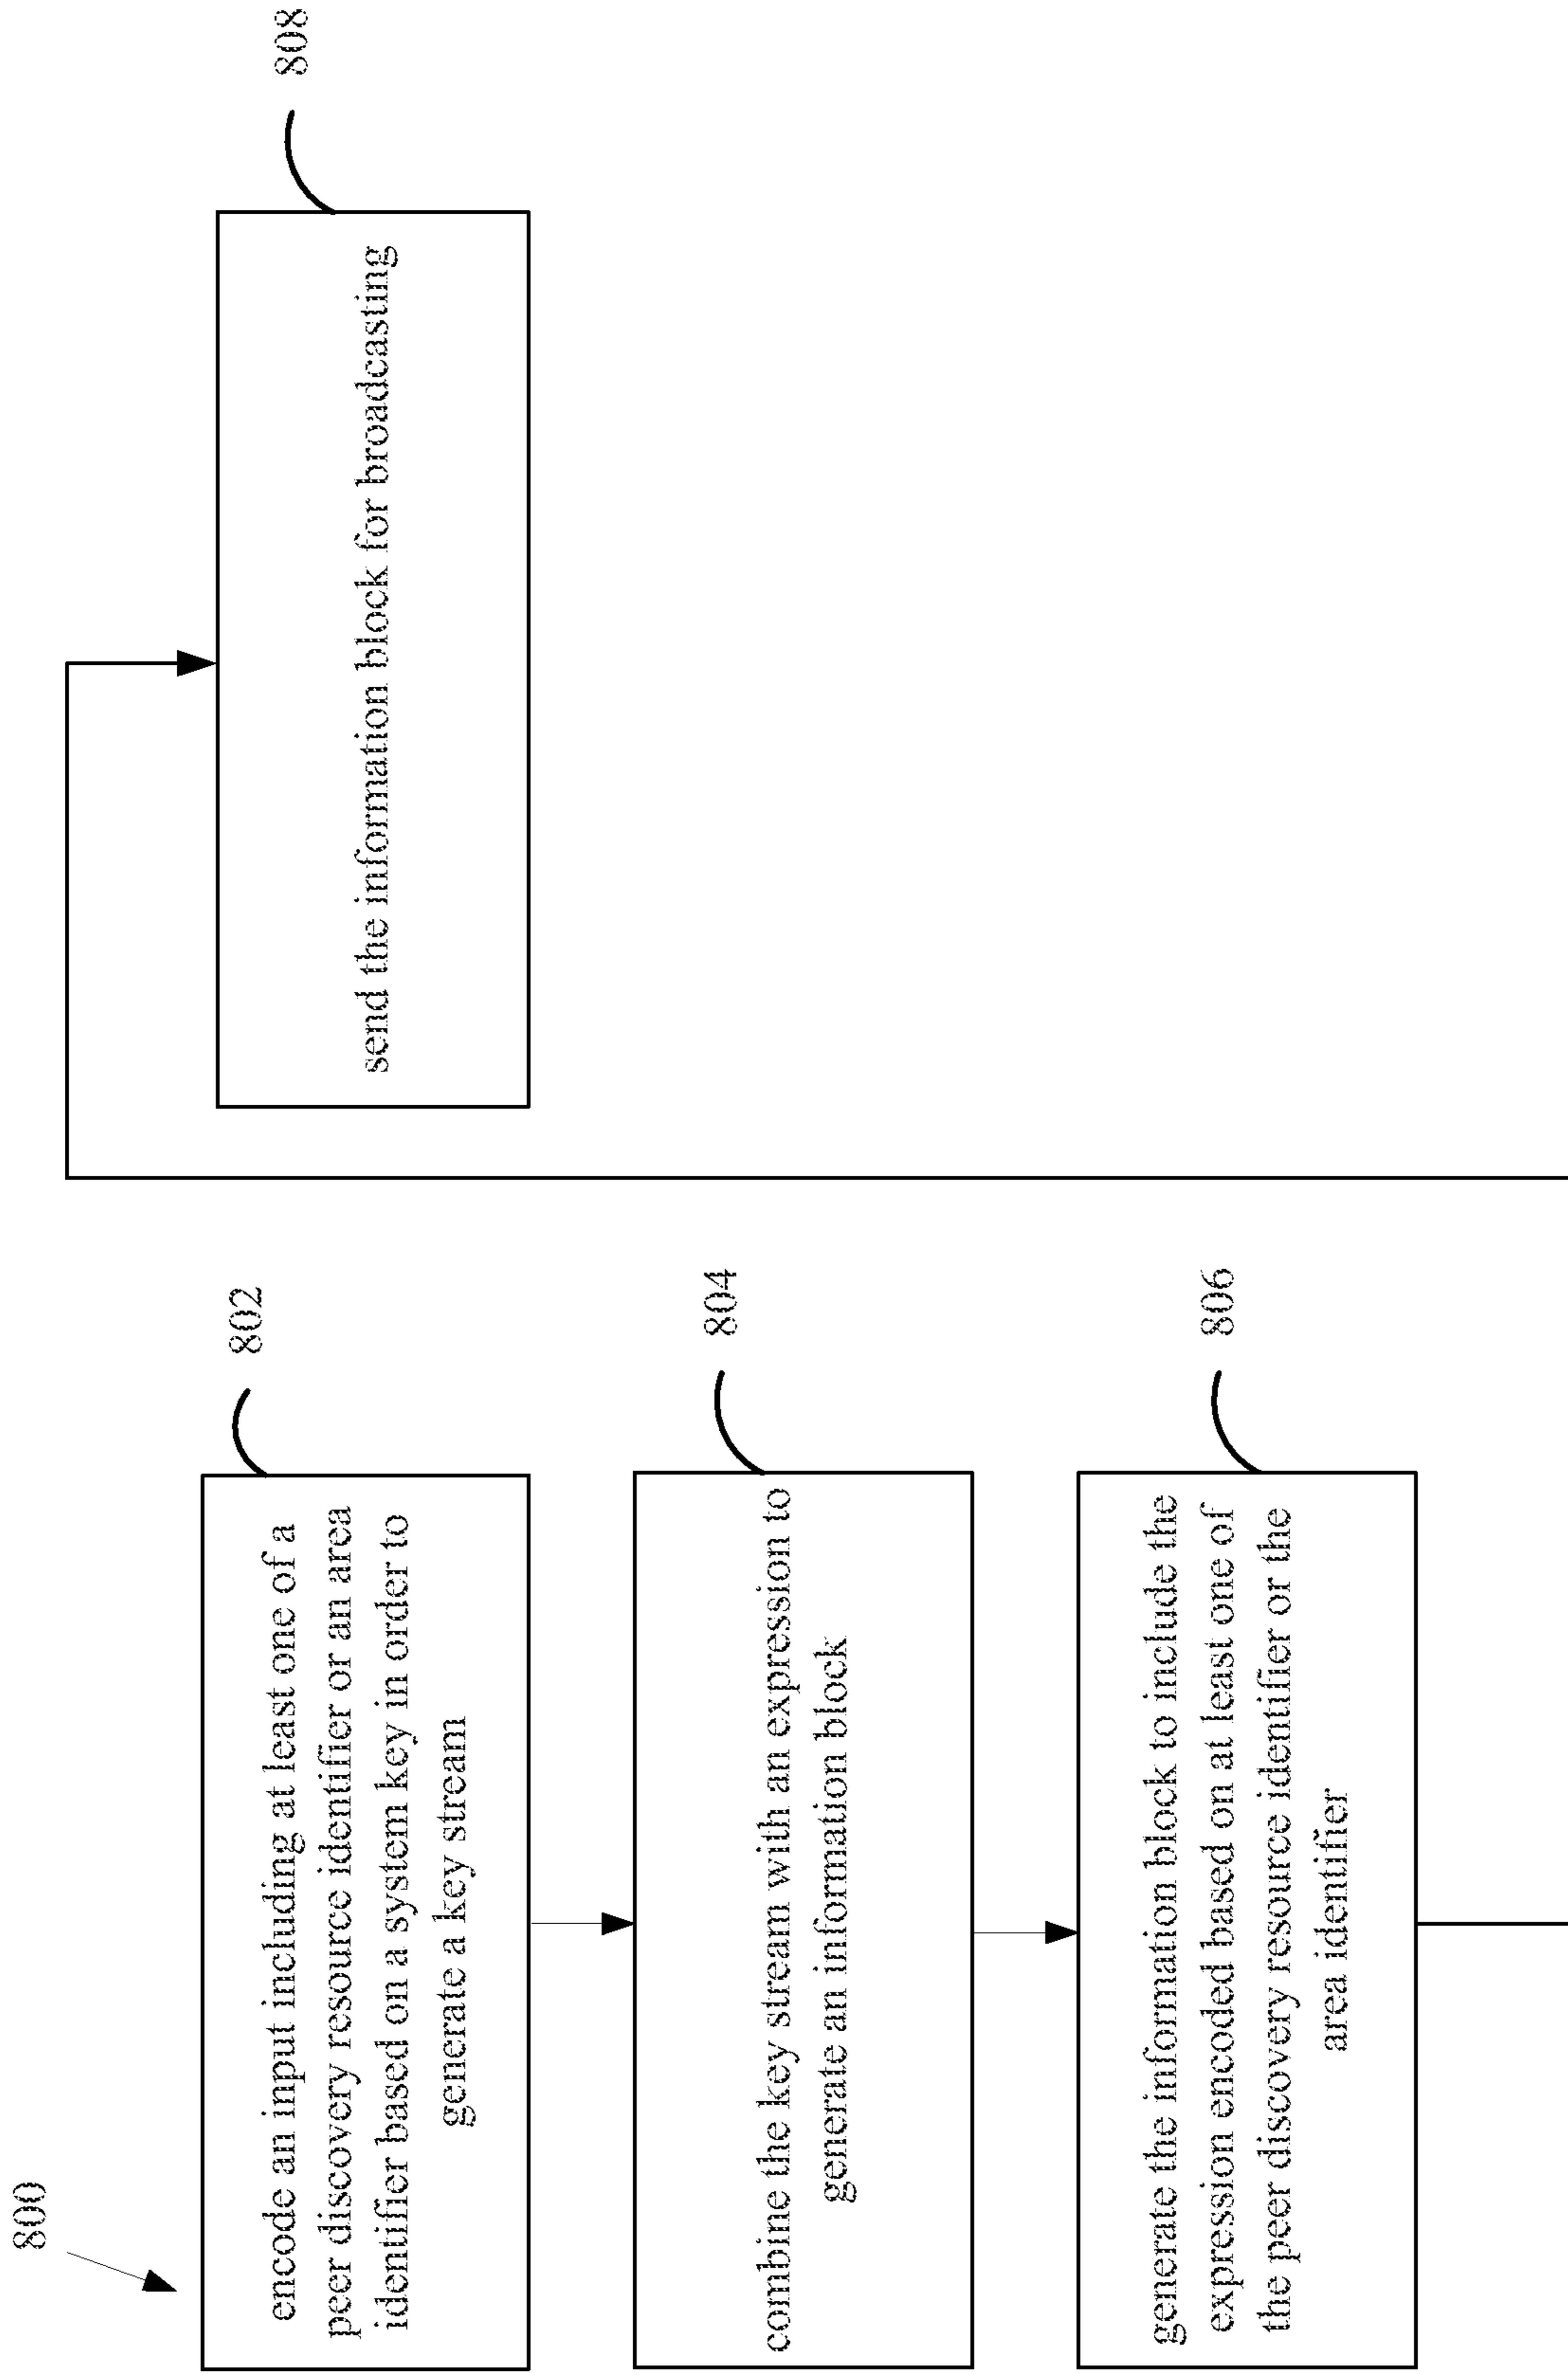 800
802
encode an input including at least one of a
peer discovery resource identifier or an area
identifier based on a system key in order to
generate a key stream
804
combine the key stream with an expression to
generate an information block
806
generate the information block to include the
expression encoded based on at least one of
the peer discovery resource identifier or the
area identifier
808
send the information block for broadcasting